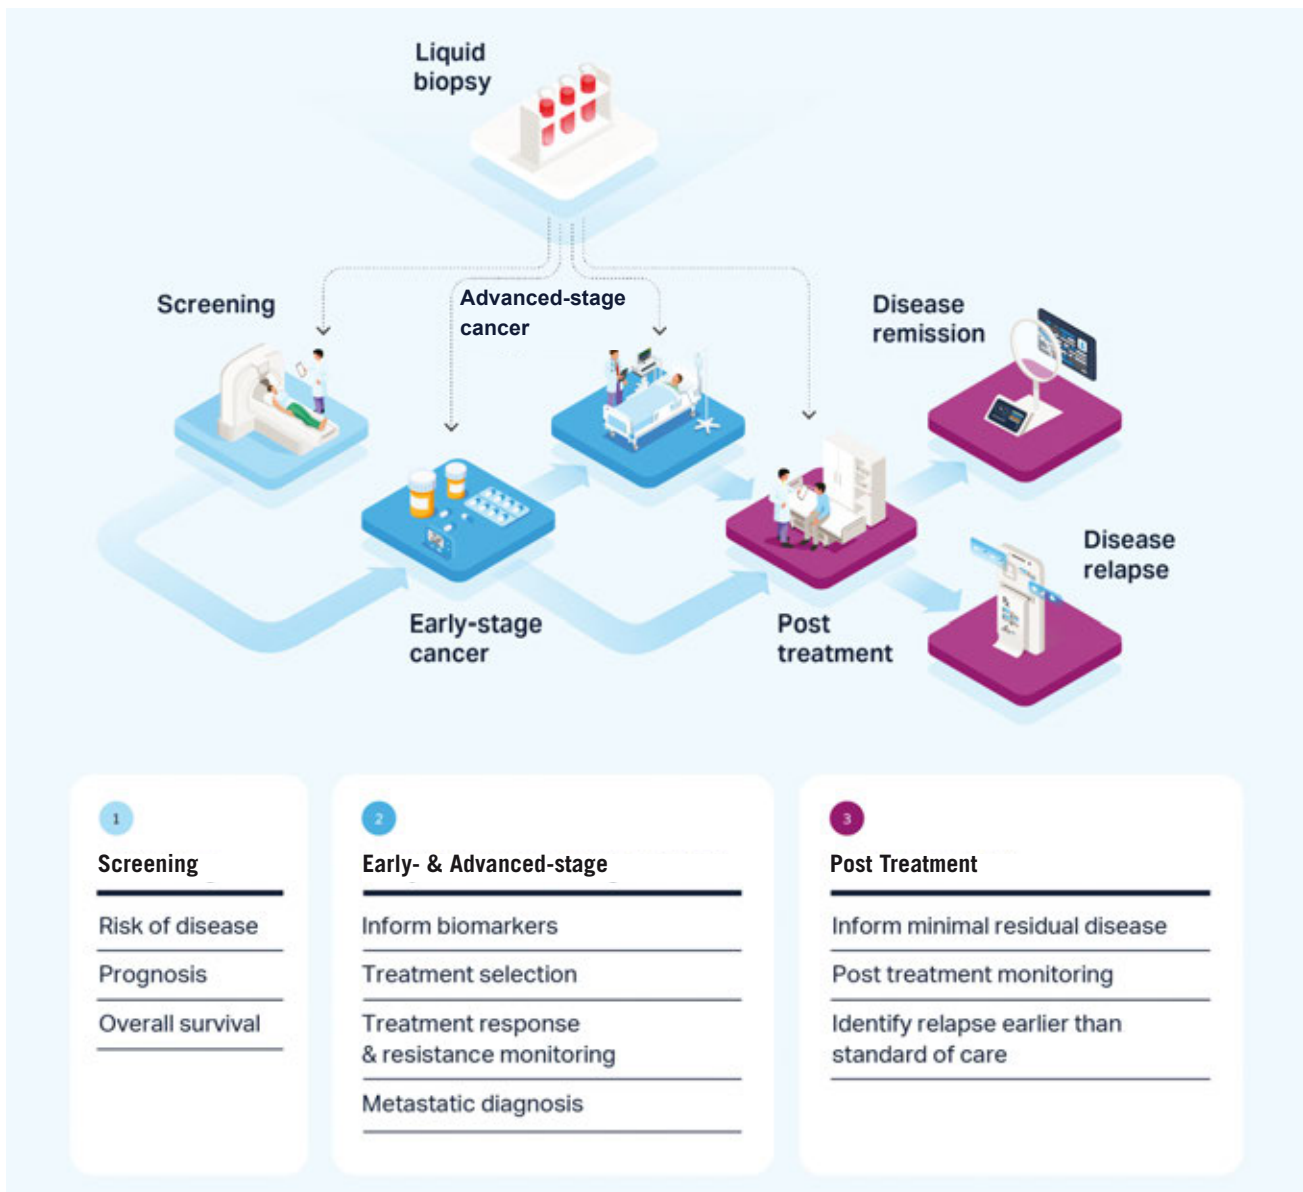 Liquid
biopsy
Screening
Advanced-stage
cancer
Disease
remission
Early-stage
cancer
Post
treatment
Disease
relapse
1
Screening
Risk of disease
Prognosis
Overall survival
2
Early- & Advanced-stage
Inform biomarkers
Treatment selection
Treatment response
& resistance monitoring
Metastatic diagnosis
3
Post Treatment
Inform minimal residual disease
Post treatment monitoring
Identify relapse earlier than
standard of care